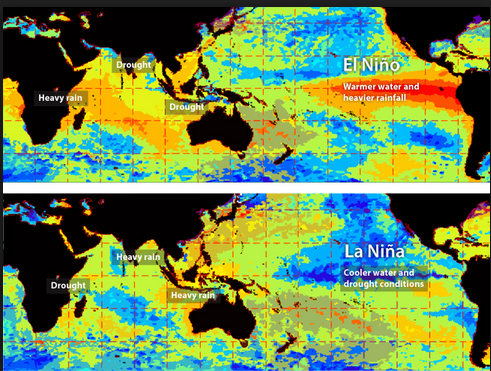 El Niño
Drought
Warmer water and
heavier rainfall
Heavy rain
Drought
La Niña
Heavy rain
Cooler water and
drought conditions
Drought
Heavy rain